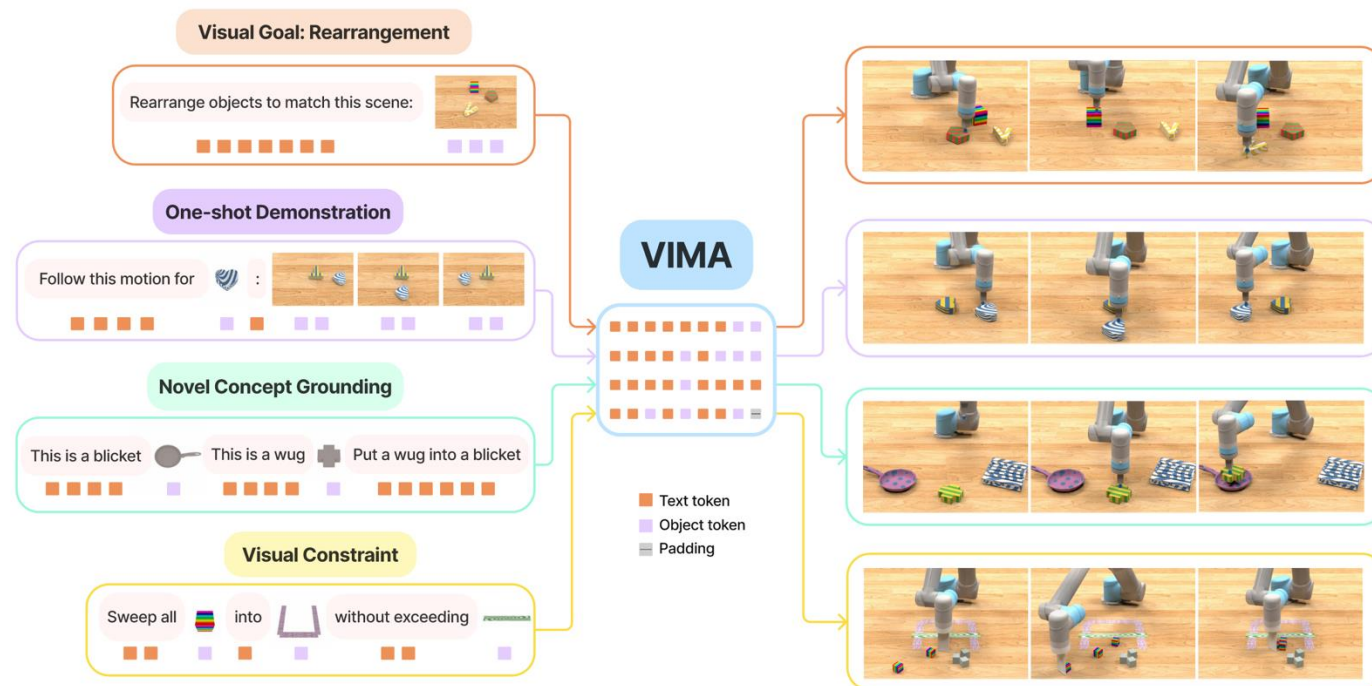 Visual Goal: Rearrangement
Rearrange objects to match this scene:
One-shot Demonstration
Follow this motion for :
Novel Concept Grounding
This is a blicket This is a wug Put a wug into a blicket
Visual Constraint
Sweep all into without exceeding
VIMA
Text token
Object token
Padding